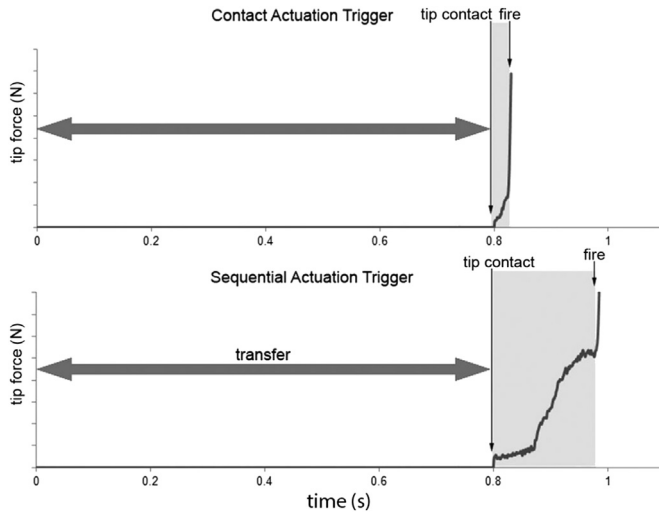 Contact Actuation Trigger
tip contact fire
tip force (N)
0 0.2 0.4 0.6 0.8 1
Sequential Actuation Trigger
tip contact
fire
tip force (N)
transfer
0 0.2 0.4 0.6 0.8 1
time (s)